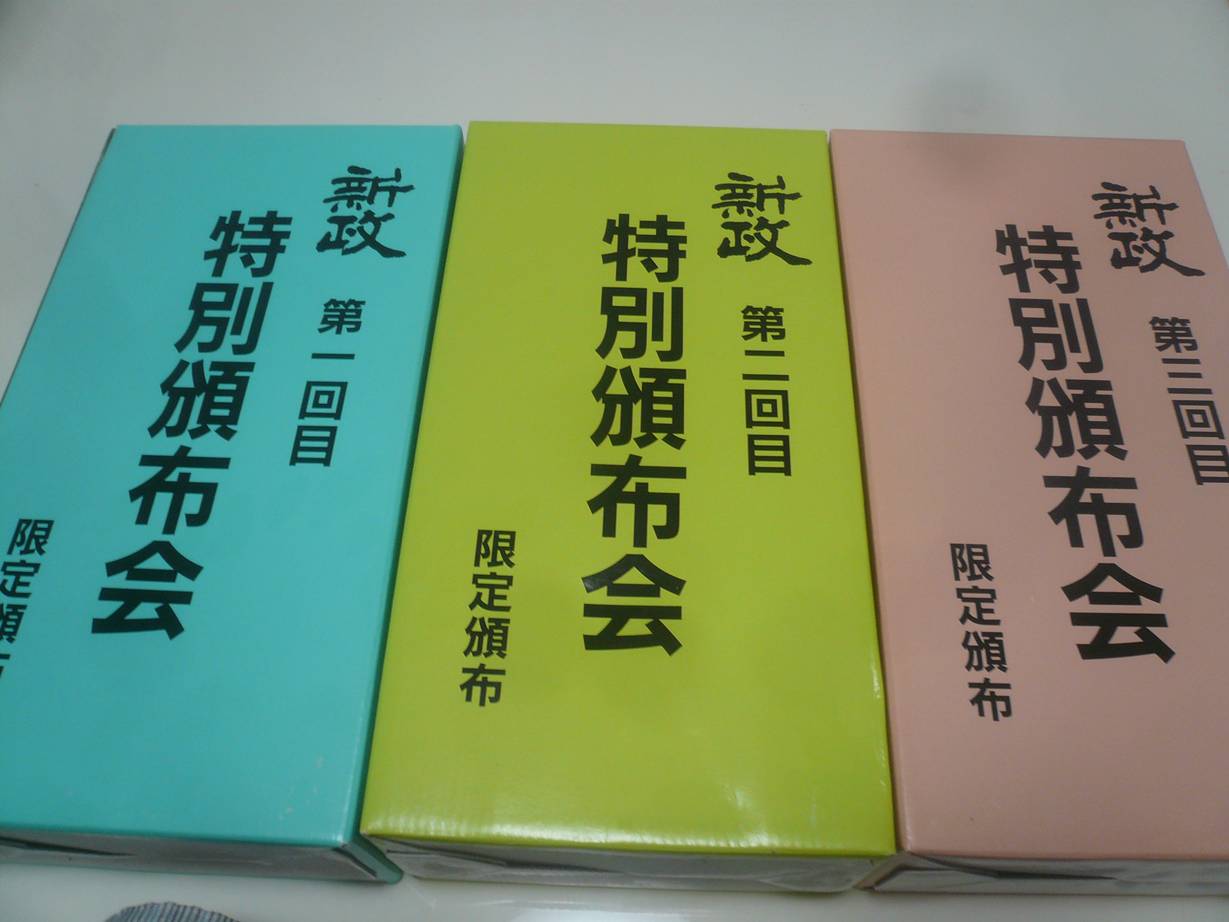 新政
第一回目
特別頒布会
限定頒布
新政
第二回目
特別頒布会
限定頒布
新政
第三回目
特別頒布会
限定頒布